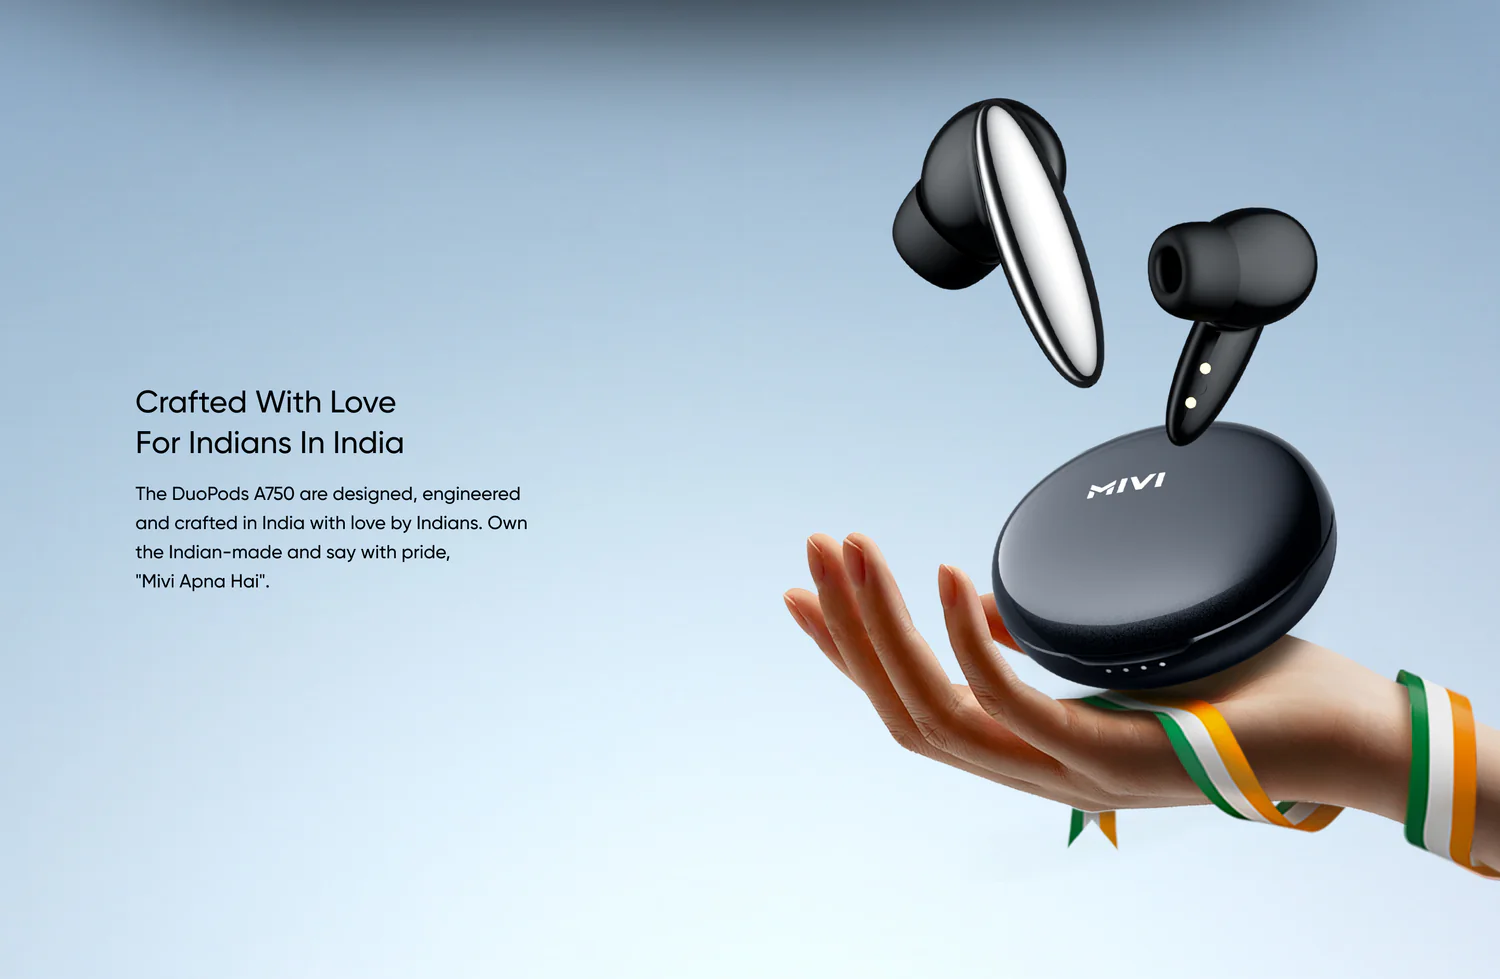 Crafted With Love
For Indians In India
The DuoPods A750 are designed, engineered
and crafted in India with love by Indians. Own
the Indian-made and say with pride,
"Mivi Apna Hai".
MIVI